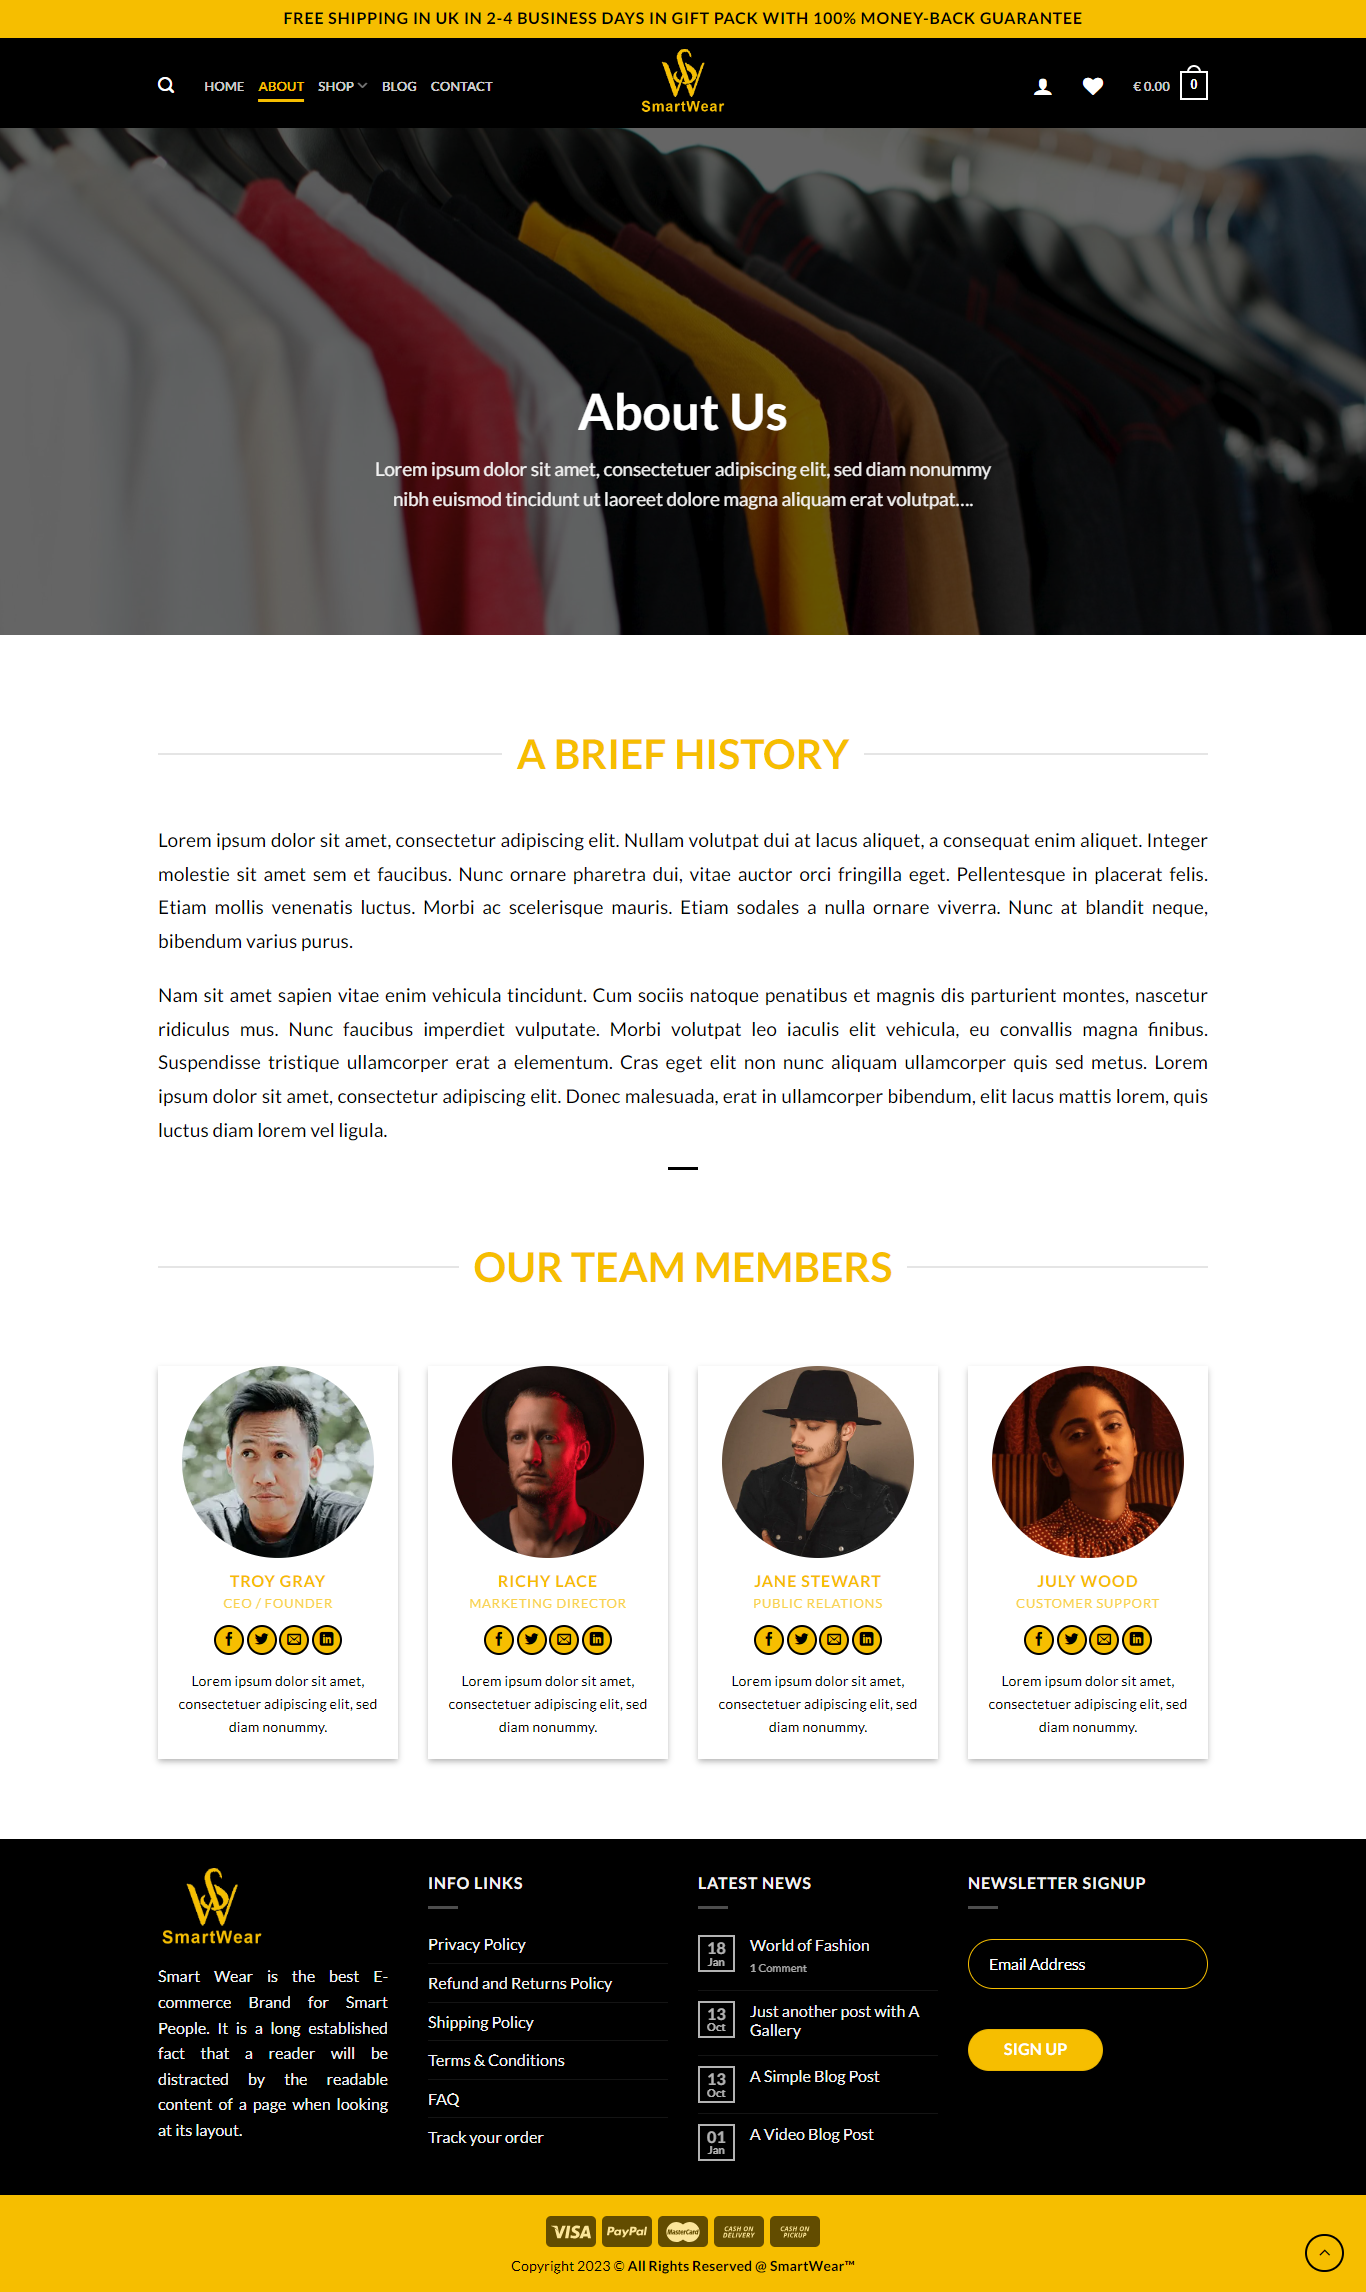 FREE SHIPPING IN UK IN 2-4 BUSINESS DAYS IN GIFT PACK WITH 100% MONEY-BACK GUARANTEE
HOME ABOUT SHOP BLOG CONTACT
SmartWear
€ 0.00 0
About Us
Lorem ipsum dolor sit amet, consectetuer adipiscing elit, sed diam nonummy
nibh euismod tincidunt ut laoreet dolore magna aliquam erat volutpat....
A BRIEF HISTORY
Lorem ipsum dolor sit amet, consectetur adipiscing elit. Nullam volutpat dui at lacus aliquet, a consequat enim aliquet. Integer
molestie sit amet sem et faucibus. Nunc ornare pharetra dui, vitae auctor orci fringilla eget. Pellentesque in placerat felis.
Etiam mollis venenatis luctus. Morbi ac scelerisque mauris. Etiam sodales a nulla ornare viverra. Nunc at blandit neque,
bibendum varius purus.
Nam sit amet sapien vitae enim vehicula tincidunt. Cum sociis natoque penatibus et magnis dis parturient montes, nascetur
ridiculus mus. Nunc faucibus imperdiet vulputate. Morbi volutpat leo iaculis elit vehicula, eu convallis magna finibus.
Suspendisse tristique ullamcorper erat a elementum. Cras eget elit non nunc aliquam ullamcorper quis sed metus. Lorem
ipsum dolor sit amet, consectetur adipiscing elit. Donec malesuada, erat in ullamcorper bibendum, elit lacus mattis lorem, quis
luctus diam lorem vel ligula.
OUR TEAM MEMBERS
TROY GRAY
CEO / FOUNDER
Lorem ipsum dolor sit amet,
consectetuer adipiscing elit, sed
diam nonummy.
RICHY LACE
MARKETING DIRECTOR
Lorem ipsum dolor sit amet,
consectetuer adipiscing elit, sed
diam nonummy.
JANE STEWART
PUBLIC RELATIONS
Lorem ipsum dolor sit amet,
consectetuer adipiscing elit, sed
diam nonummy.
JULY WOOD
CUSTOMER SUPPORT
Lorem ipsum dolor sit amet,
consectetuer adipiscing elit, sed
diam nonummy.
SmartWear
Smart Wear is the best E-
commerce Brand for Smart
People. It is a long established
fact that a reader will be
distracted by the readable
content of a page when looking
at its layout.
INFO LINKS
Privacy Policy
Refund and Returns Policy
Shipping Policy
Terms & Conditions
FAQ
Track your order
LATEST NEWS
18
Jan
World of Fashion
1 Comment
13
Oct
Just another post with A
Gallery
13
Oct
A Simple Blog Post
01
Jan
A Video Blog Post
NEWSLETTER SIGNUP
Email Address
SIGN UP
VISA PayPal MasterCard CASH ON DELIVERY CASH ON PICKUP
Copyright 2023 © All Rights Reserved @ SmartWear™